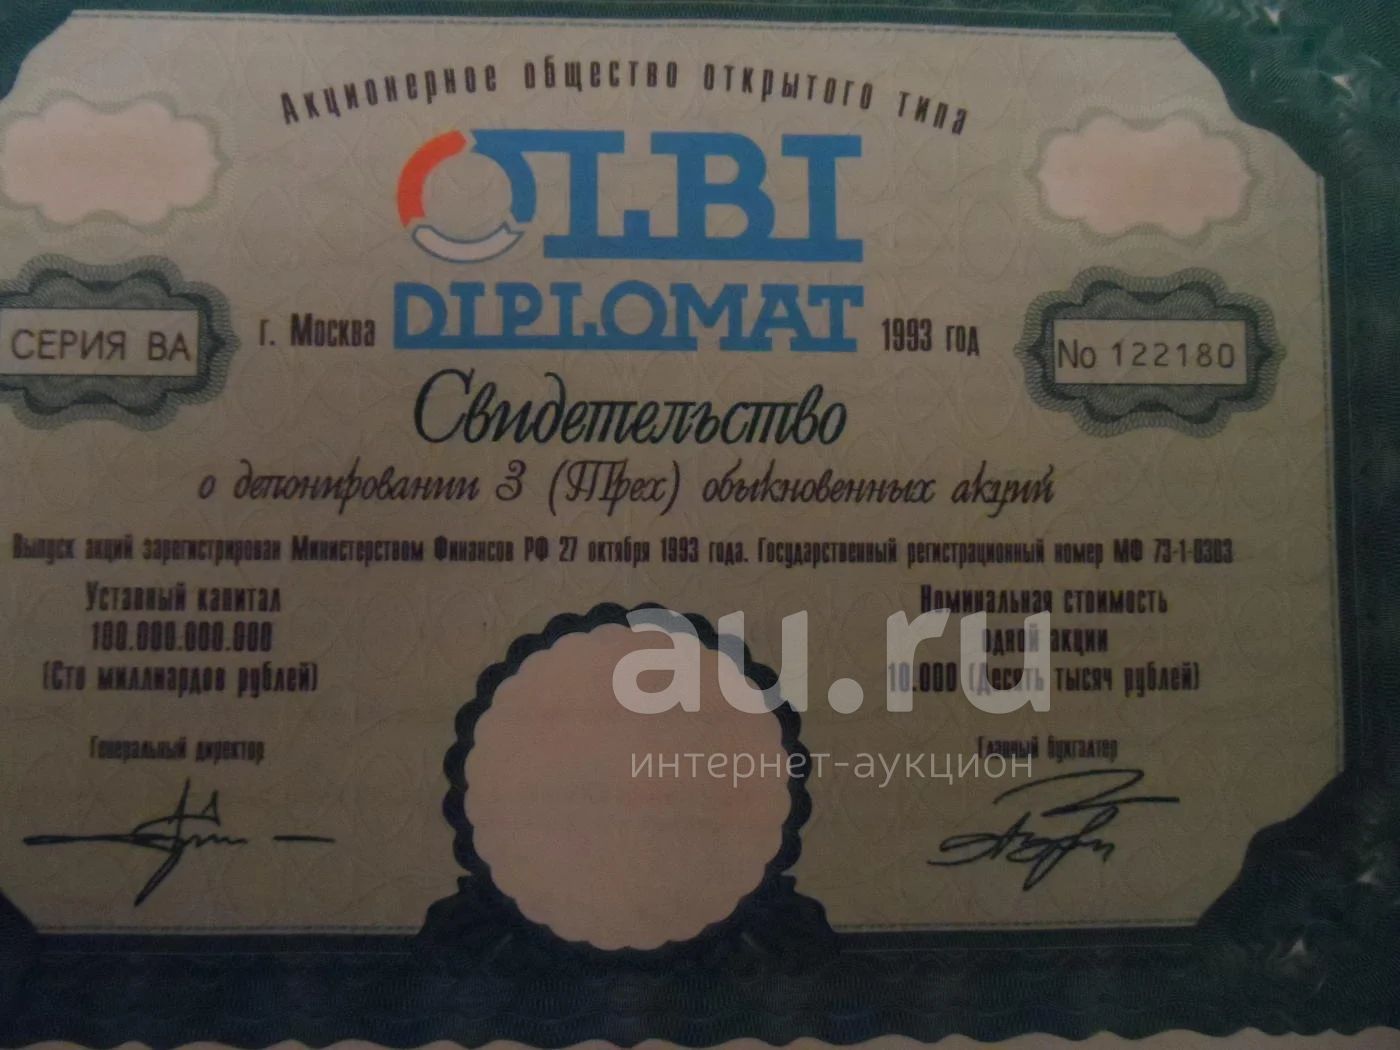 Акционерное общество открытого типа
OLBI
DIPLOMAT
г. Москва
1993 год
СЕРИЯ ВА
No 122180
Свидетельство
о депонировании 3 (Трех) обыкновенных акций
Выпуск акций зарегистрирован Министерством Финансов РФ 27 октября 1993 года. Государственный регистрационный номер МФ 73-1-0303
Уставный капитал
100.000.000.000
(Сто миллиардов рублей)
Номинальная стоимость
одной акции
10.000 (Десять тысяч рублей)
Генеральный директор
Главный бухгалтер
au.ru
интернет-аукцион